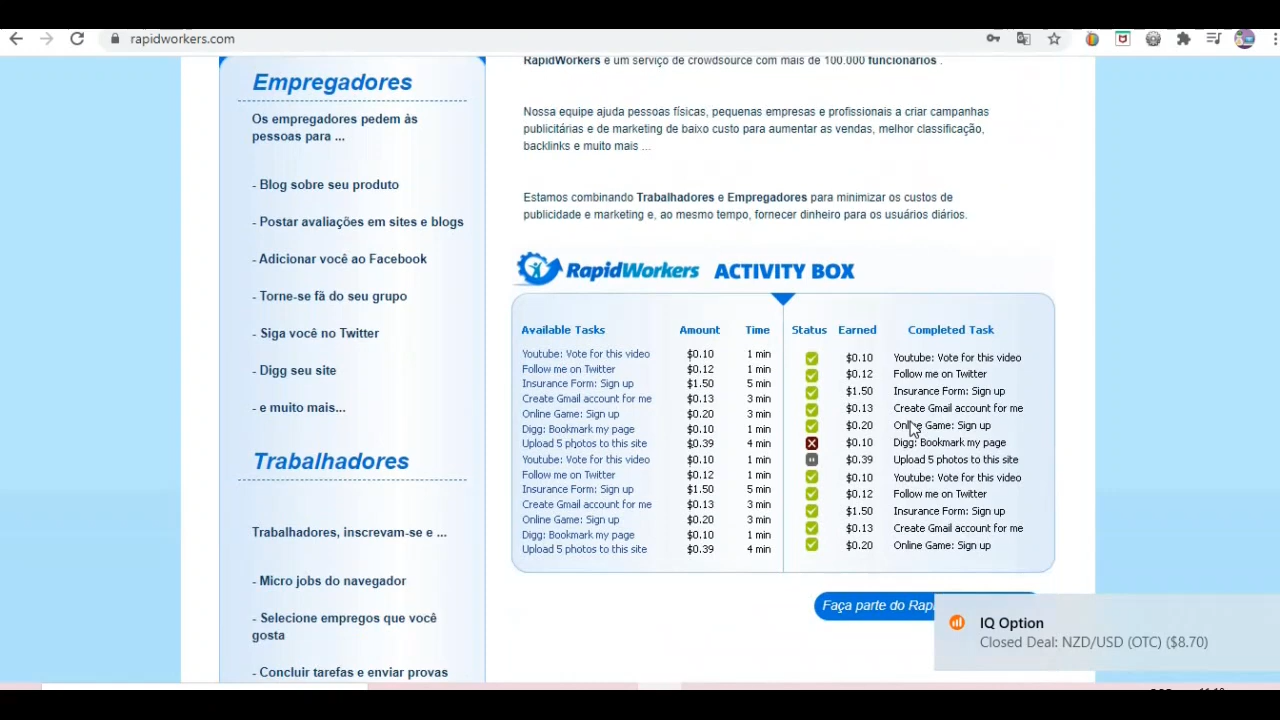 rapidworkers.com
Empregadores
Os empregadores pedem às
pessoas para ...
- Blog sobre seu produto
- Postar avaliações em sites e blogs
- Adicionar você ao Facebook
- Torne-se fã do seu grupo
- Siga você no Twitter
- Digg seu site
- e muito mais...
Trabalhadores
Trabalhadores, inscrevam-se e ...
- Micro jobs do navegador
- Selecione empregos que você
gosta
- Concluir tarefas e enviar provas
RapidWorkers é um serviço de crowdsource com mais de 100.000 funcionários .
Nossa equipe ajuda pessoas físicas, pequenas empresas e profissionais a criar campanhas
publicitárias e de marketing de baixo custo para aumentar as vendas, melhor classificação,
backlinks e muito mais ...
Estamos combinando Trabalhadores e Empregadores para minimizar os custos de
publicidade e marketing e, ao mesmo tempo, fornecer dinheiro para os usuários diários.
RapidWorkers ACTIVITY BOX
Available Tasks Amount Time
Youtube: Vote for this video $0.10 1 min
Follow me on Twitter $0.12 1 min
Insurance Form: Sign up $1.50 5 min
Create Gmail account for me $0.13 3 min
Online Game: Sign up $0.20 3 min
Digg: Bookmark my page $0.10 1 min
Upload 5 photos to this site $0.39 4 min
Youtube: Vote for this video $0.10 1 min
Follow me on Twitter $0.12 1 min
Insurance Form: Sign up $1.50 5 min
Create Gmail account for me $0.13 3 min
Online Game: Sign up $0.20 3 min
Digg: Bookmark my page $0.10 1 min
Upload 5 photos to this site $0.39 4 min
Status Earned Completed Task
$0.10 Youtube: Vote for this video
$0.12 Follow me on Twitter
$1.50 Insurance Form: Sign up
$0.13 Create Gmail account for me
$0.20 Online Game: Sign up
$0.10 Digg: Bookmark my page
$0.39 Upload 5 photos to this site
$0.10 Youtube: Vote for this video
$0.12 Follow me on Twitter
$1.50 Insurance Form: Sign up
$0.13 Create Gmail account for me
$0.20 Online Game: Sign up
Faça parte do Rapi
IQ Option
Closed Deal: NZD/USD (OTC) ($8.70)